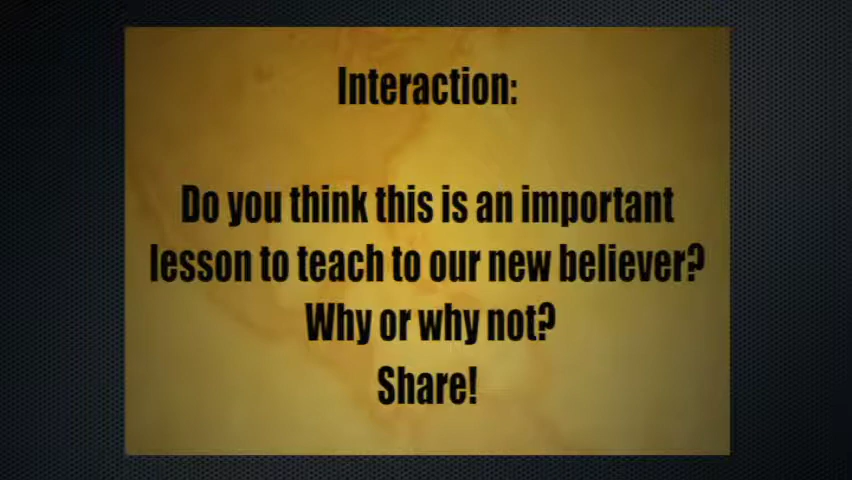 Interaction:
Do you think this is an important
lesson to teach to our new believer?
Why or why not?
Share!